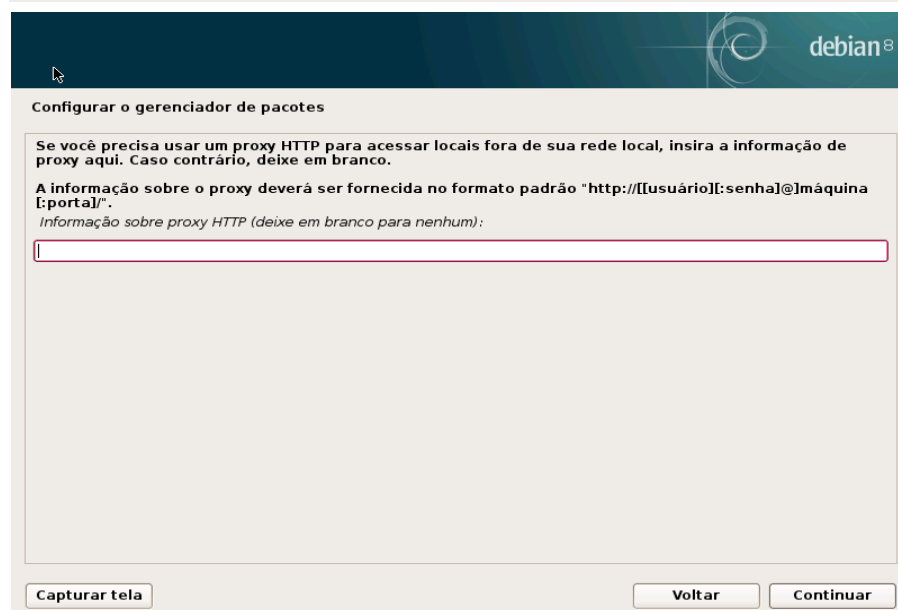 debian 8
Configurar o gerenciador de pacotes
Se você precisa usar um proxy HTTP para acessar locais fora de sua rede local, insira a informação de
proxy aqui. Caso contrário, deixe em branco.
A informação sobre o proxy deverá ser fornecida no formato padrão "http://[[usuário][:senha]@]máquina
[:porta]/".
Informação sobre proxy HTTP (deixe em branco para nenhum):
Capturar tela
Voltar
Continuar